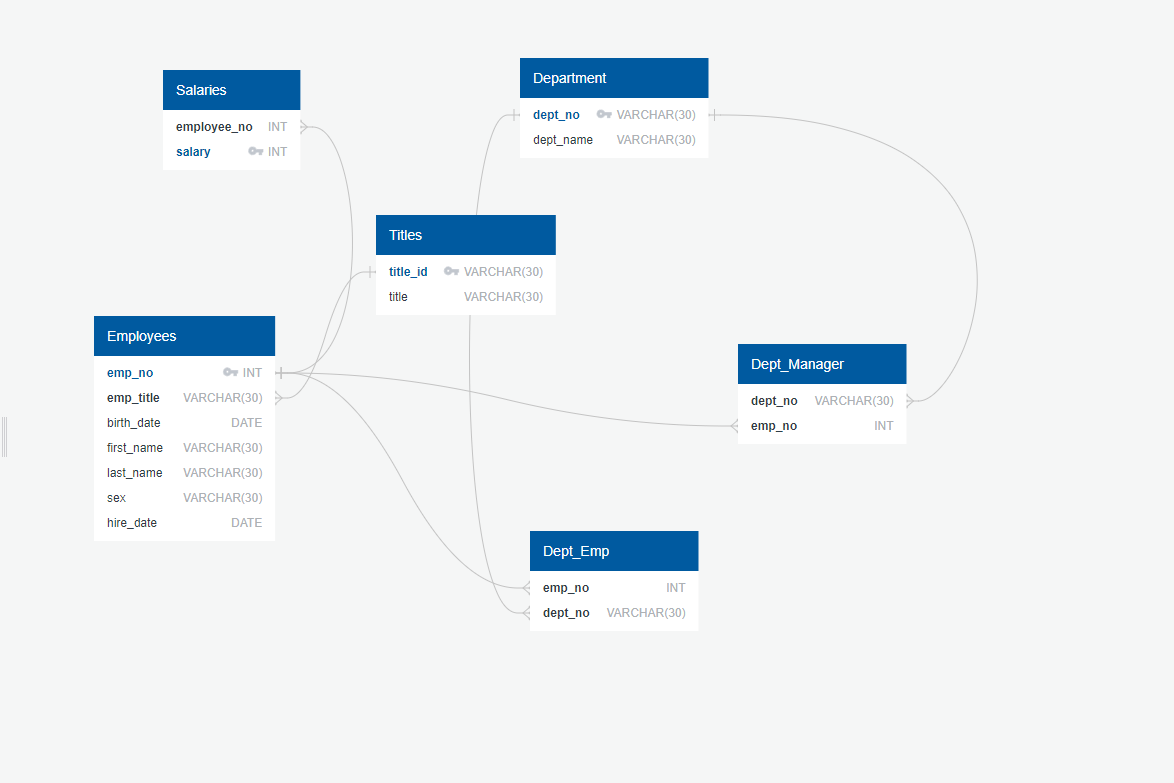 Salaries
employee_no INT
salary INT
Department
dept_no VARCHAR(30)
dept_name VARCHAR(30)
Titles
title_id VARCHAR(30)
title VARCHAR(30)
Employees
emp_no INT
emp_title VARCHAR(30)
birth_date DATE
first_name VARCHAR(30)
last_name VARCHAR(30)
sex VARCHAR(30)
hire_date DATE
Dept_Manager
dept_no VARCHAR(30)
emp_no INT
Dept_Emp
emp_no INT
dept_no VARCHAR(30)